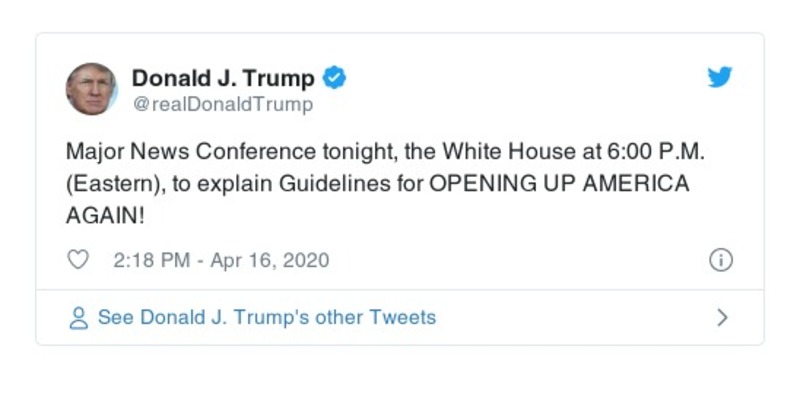 Donald J. Trump
@realDonaldTrump
Major News Conference tonight, the White House at 6:00 P.M.
(Eastern), to explain Guidelines for OPENING UP AMERICA
AGAIN!
2:18 PM - Apr 16, 2020
See Donald J. Trump's other Tweets